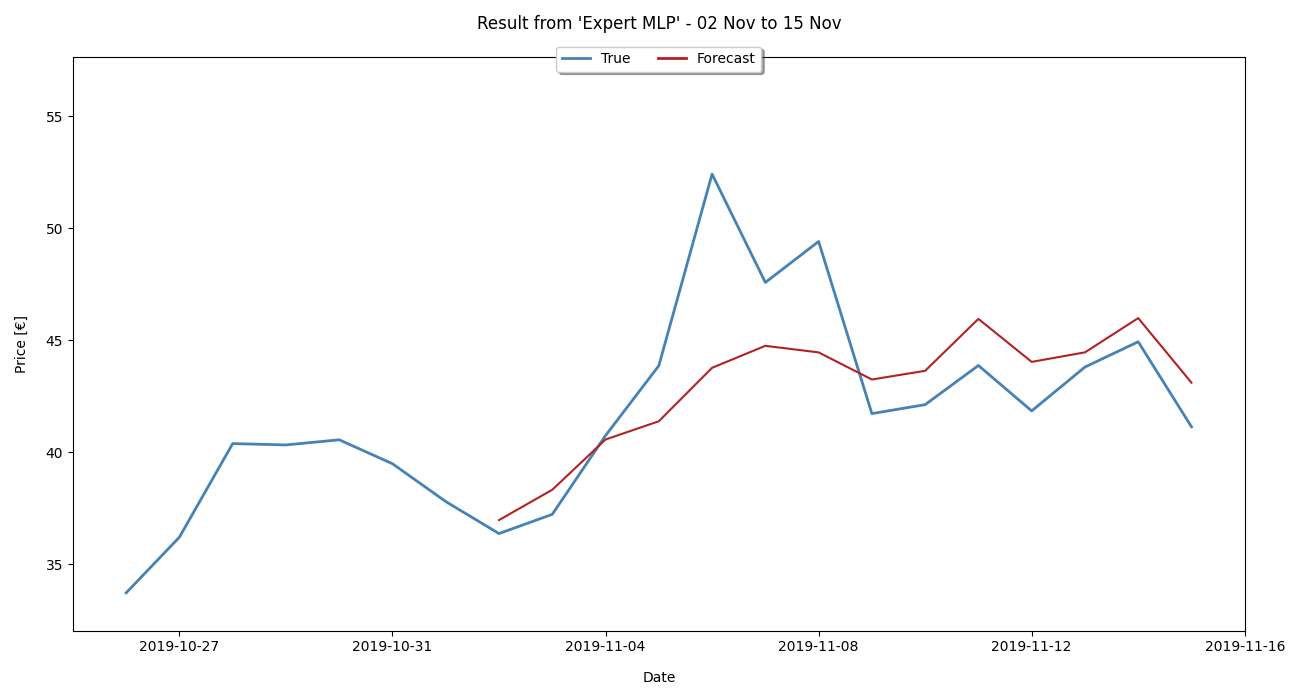 Result from 'Expert MLP' - 02 Nov to 15 Nov
True Forecast
55
50
45
40
35
Price [€]
2019-10-27 2019-10-31 2019-11-04 2019-11-08 2019-11-12 2019-11-16
Date